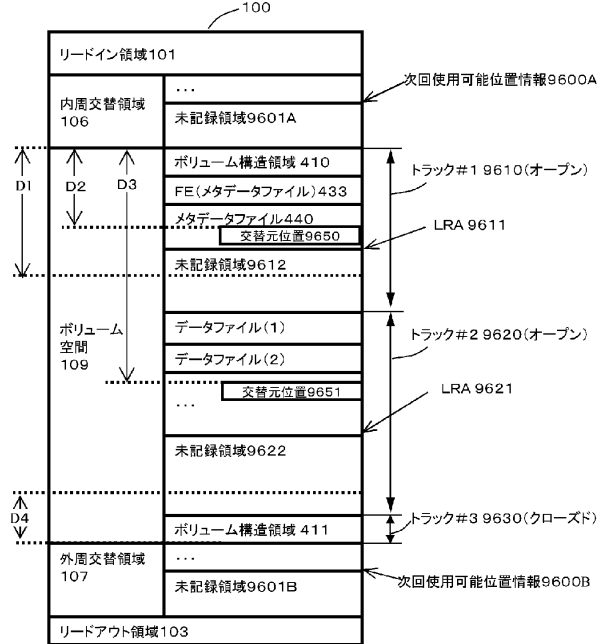 100
リードイン領域101
内周交替領域
106
...
未記録領域9601A
次回使用可能位置情報9600A
D1
D2
D3
ボリューム構造領域 410
FE(メタデータファイル)433
メタデータファイル440
交替元位置9650
未記録領域9612
トラック#1 9610(オープン)
LRA 9611
ボリューム
空間
109
データファイル(1)
データファイル(2)
交替元位置9651
...
未記録領域9622
トラック#2 9620(オープン)
LRA 9621
D4
ボリューム構造領域 411
トラック#3 9630(クローズド)
外周交替領域
107
...
未記録領域9601B
次回使用可能位置情報9600B
リードアウト領域103